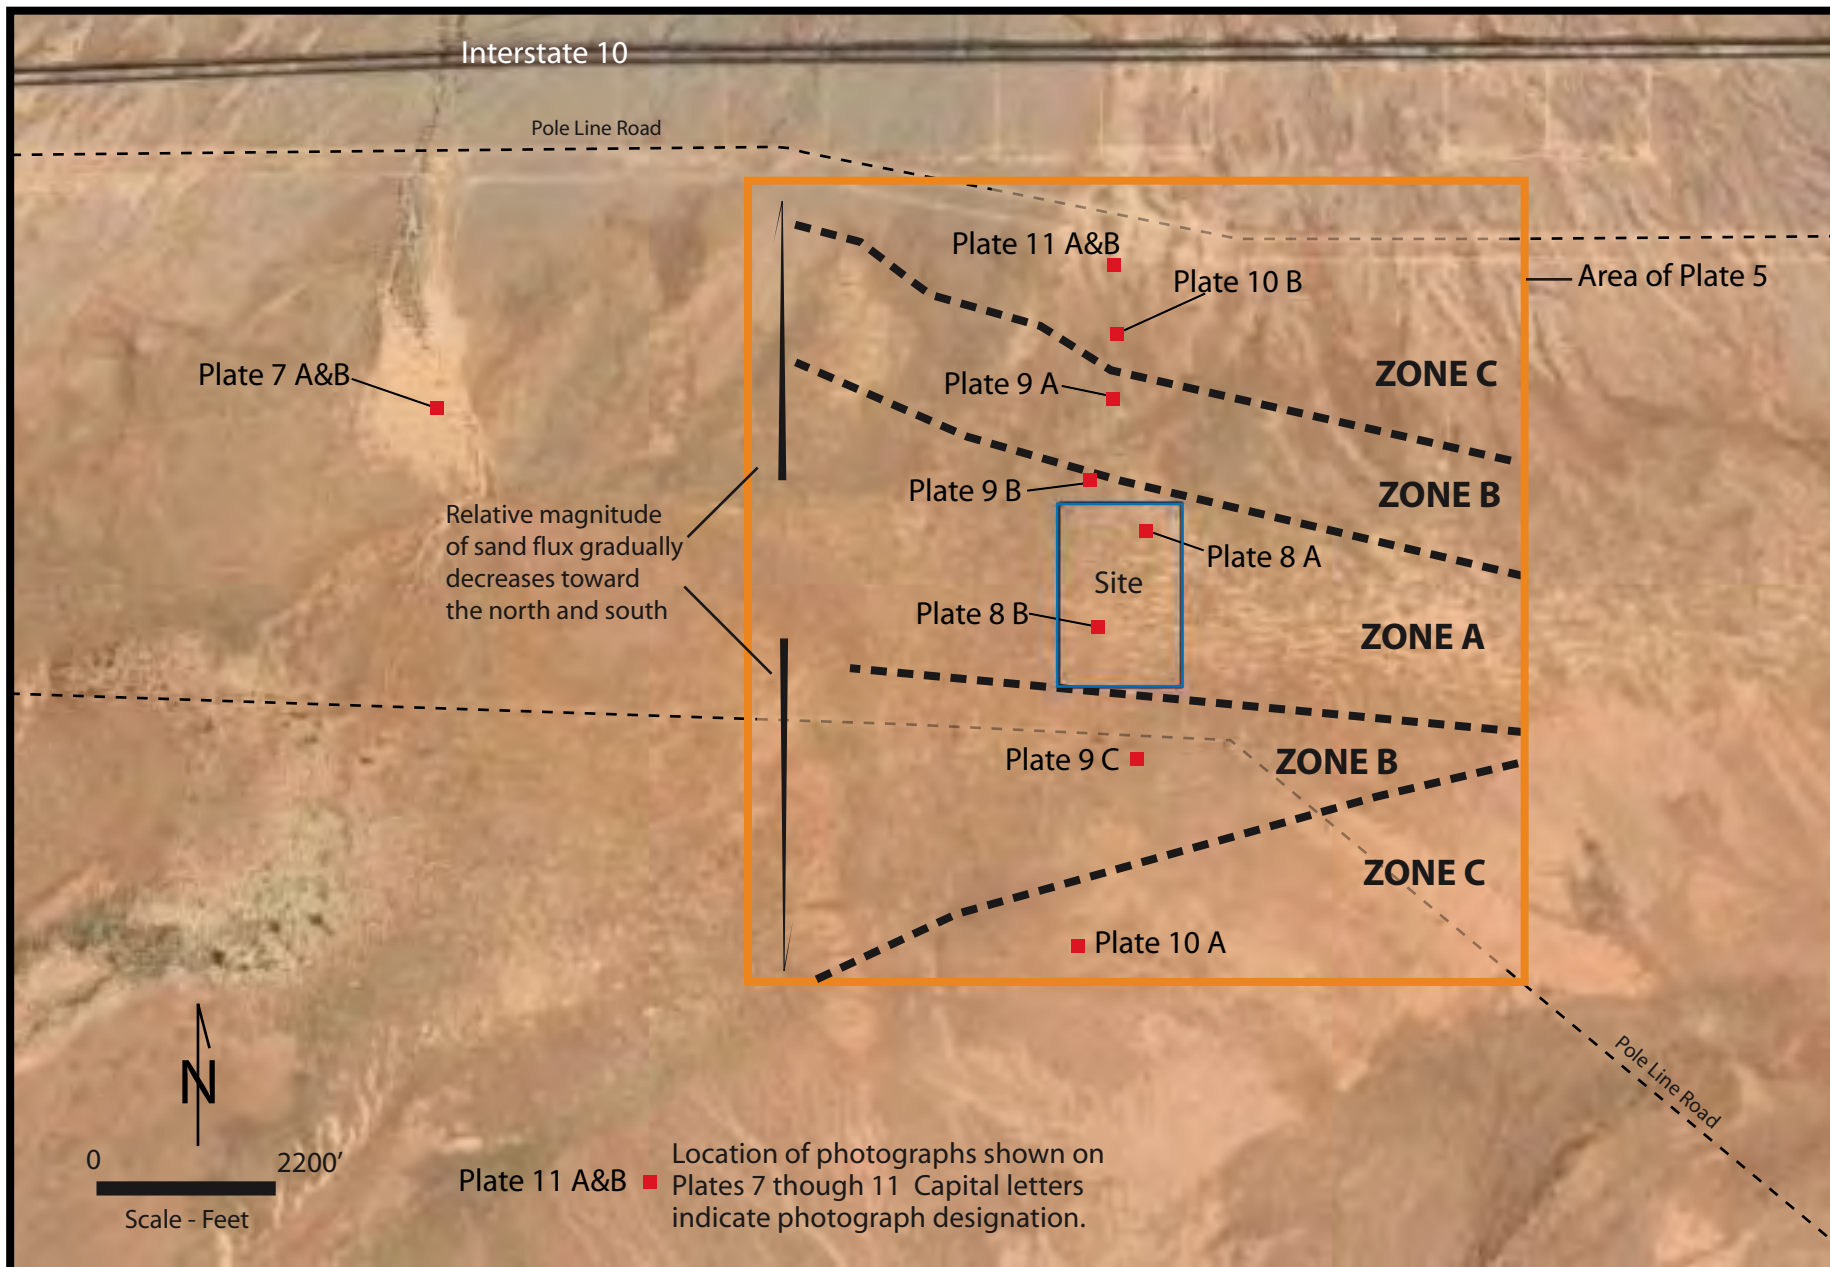 Interstate 10
Pole Line Road
Plate 11 A&B
Plate 10 B
Area of Plate 5
Plate 7 A&B
Plate 9 A
ZONE C
Plate 9 B
ZONE B
Relative magnitude
of sand flux gradually
decreases toward
the north and south
Plate 8 A
Site
Plate 8 B
ZONE A
Plate 9 C
ZONE B
ZONE C
Plate 10 A
N
Pole Line Road
0 2200’
Scale - Feet
Plate 11 A&B
Location of photographs shown on
Plates 7 though 11 Capital letters
indicate photograph designation.